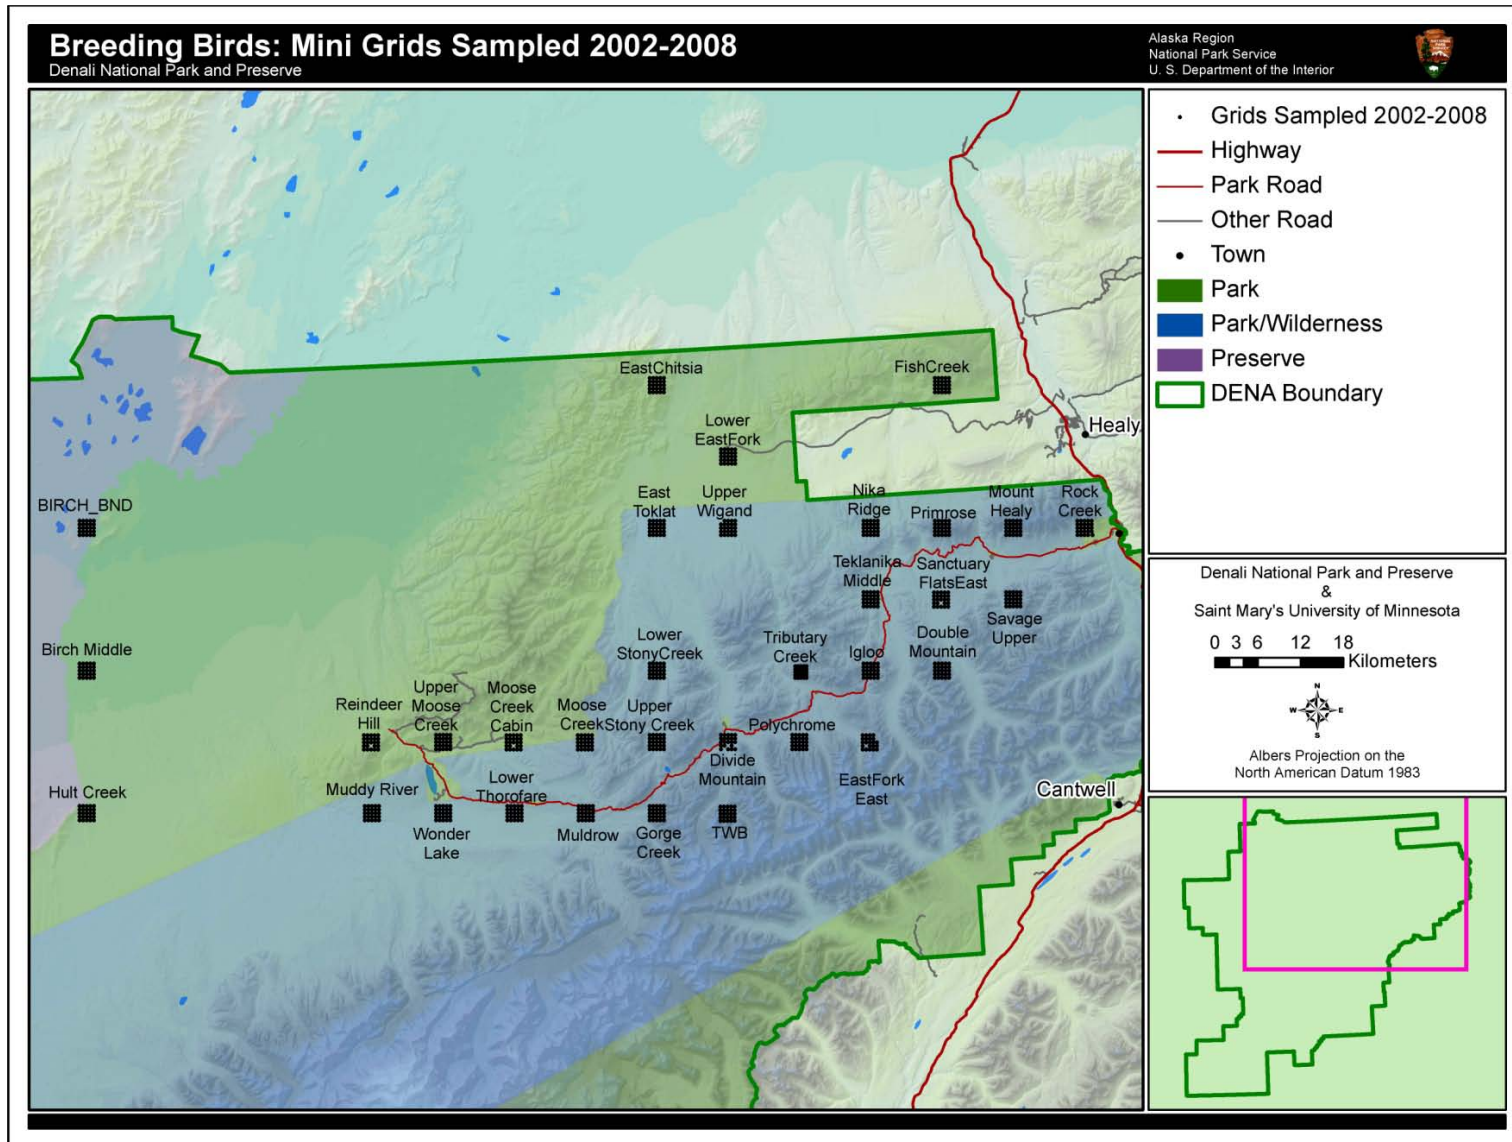 Breeding Birds: Mini Grids Sampled 2002-2008
Denali National Park and Preserve
Alaska Region
National Park Service
U. S. Department of the Interior
Grids Sampled 2002-2008
Highway
Park Road
Other Road
Town
Park
Park/Wilderness
Preserve
DENA Boundary
EastChitsia
FishCreek
Lower
EastFork
Healy
BIRCH_BND
East
Toklat
Upper
Wigand
Nika
Ridge
Primrose
Mount
Healy
Rock
Creek
Teklanika
Middle
Sanctuary
FlatsEast
Savage
Upper
Birch Middle
Lower
StonyCreek
Tributary
Creek
Igloo
Double
Mountain
Reindeer
Hill
Upper
Moose
Creek
Moose
Creek
Cabin
Moose
Creek
Upper
Stony Creek
Divide
Mountain
Polychrome
EastFork
East
Cantwell
Hult Creek
Muddy River
Wonder
Lake
Lower
Thorofare
Muldrow
Gorge
Creek
TWB
Denali National Park and Preserve
&
Saint Mary's University of Minnesota
0 3 6 12 18
Kilometers
N
W E
S
Albers Projection on the
North American Datum 1983